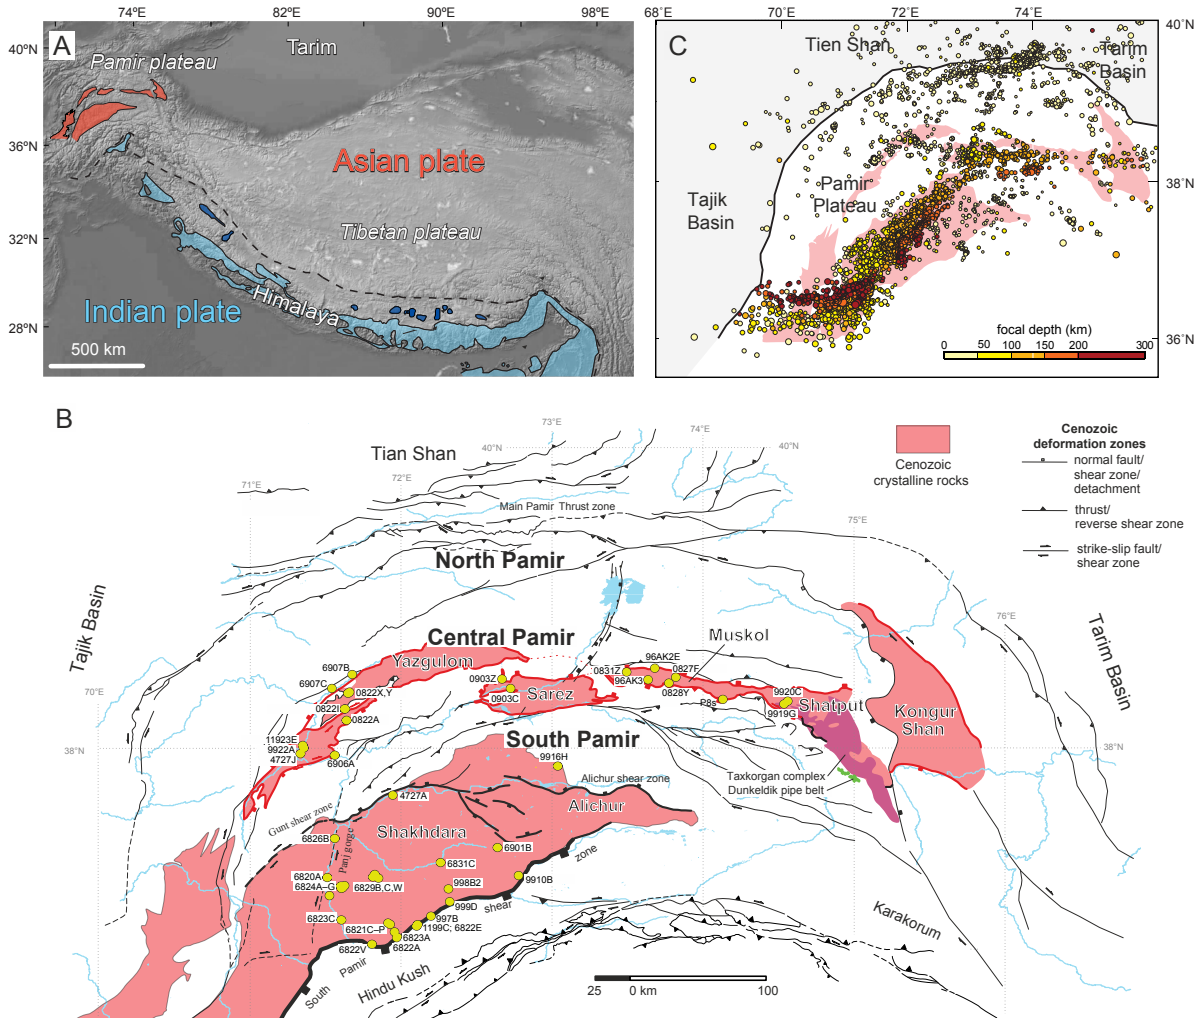 A
74°E
82°E
90°E
98°E
40°N
36°N
32°N
28°N
Pamir plateau
Tarim
Asian plate
Tibetan plateau
Himalaya
Indian plate
500 km
C
68°E
70°E
72°E
74°E
40°N
38°N
36°N
Tien Shan
Tarim
Basin
Pamir
Plateau
Tajik
Basin
focal depth (km)
0 50 100 150 200 300
B
73°E
74°E
40°N
40°N
Tian Shan
72°E
71°E
Main Pamir Thrust zone
75°E
76°E
North Pamir
Tajik Basin
Tarim Basin
Central Pamir
Muskol
Yazgulom
6907B
6907C
0822X,Y
0822I
0822A
0903Z
0903C
Sarez
0831Z
96AK2E
96AK3
0827F
0828Y
P8s
9920C
9919G
Shatput
Kongur
Shan
70°E
38°N
38°N
11923E
9922A
4727J
6906A
South Pamir
9916H
Alichur shear zone
Taxkorgan complex
Dunkeldik pipe belt
4727A
Alichur
Gunt shear zone
Shakhdara
Panj gorge
6826B
6901B
6831C
6820A
6824A–G
6829B,C,W
998B2
9910B
zone
999D
shear
997B
6823C
6821C–P
1199C; 6822E
6823A
6822A
6822V
Pamir
South
Hindu Kush
Karakorum
25 0 km 100
Cenozoic
crystalline rocks
Cenozoic
deformation zones
normal fault/
shear zone/
detachment
thrust/
reverse shear zone
strike-slip fault/
shear zone